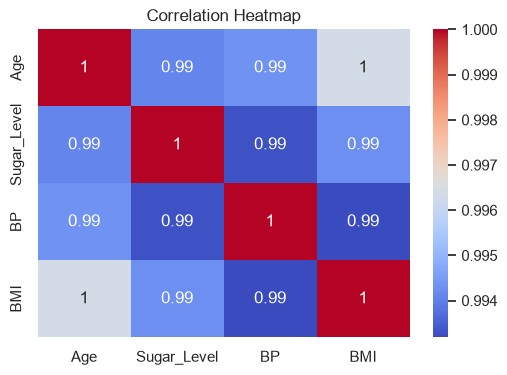 Correlation Heatmap
Age 1 0.99 0.99 1
Sugar_Level 0.99 1 0.99 0.99
BP 0.99 0.99 1 0.99
BMI 1 0.99 0.99 1
Age Sugar_Level BP BMI
1.000
0.999
0.998
0.997
0.996
0.995
0.994